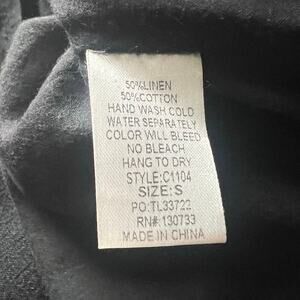 50%LINEN
50%COTTON
HAND WASH COLD
WATER SEPARATELY
COLOR WILL BLEED
NO BLEACH
HANG TO DRY
STYLE:C1104
SIZE:S
PO:TL33722
RN#:130733
MADE IN CHINA